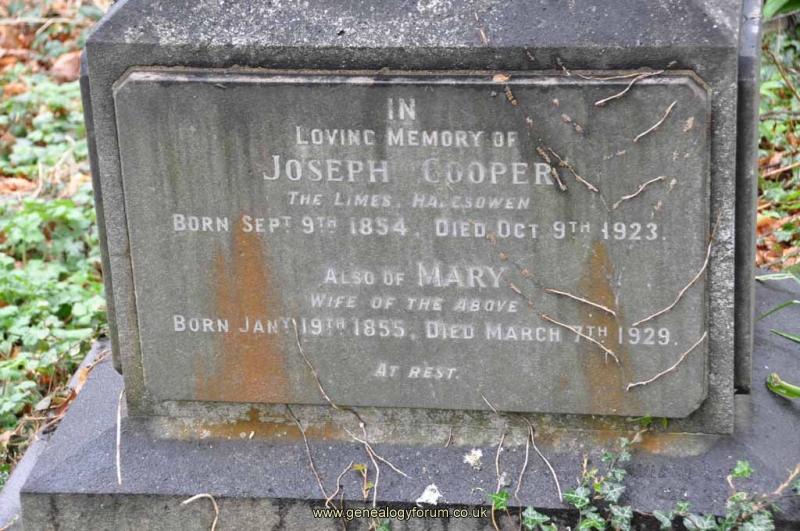 IN
LOVING MEMORY OF
JOSEPH COOPER
THE LIMES, HALESOWEN
BORN SEPT 9TH 1854, DIED OCT 9TH 1923.
ALSO OF MARY
WIFE OF THE ABOVE
BORN JANY 19TH 1855, DIED MARCH 7TH 1929.
AT REST.
www.genealogyforum.co.uk